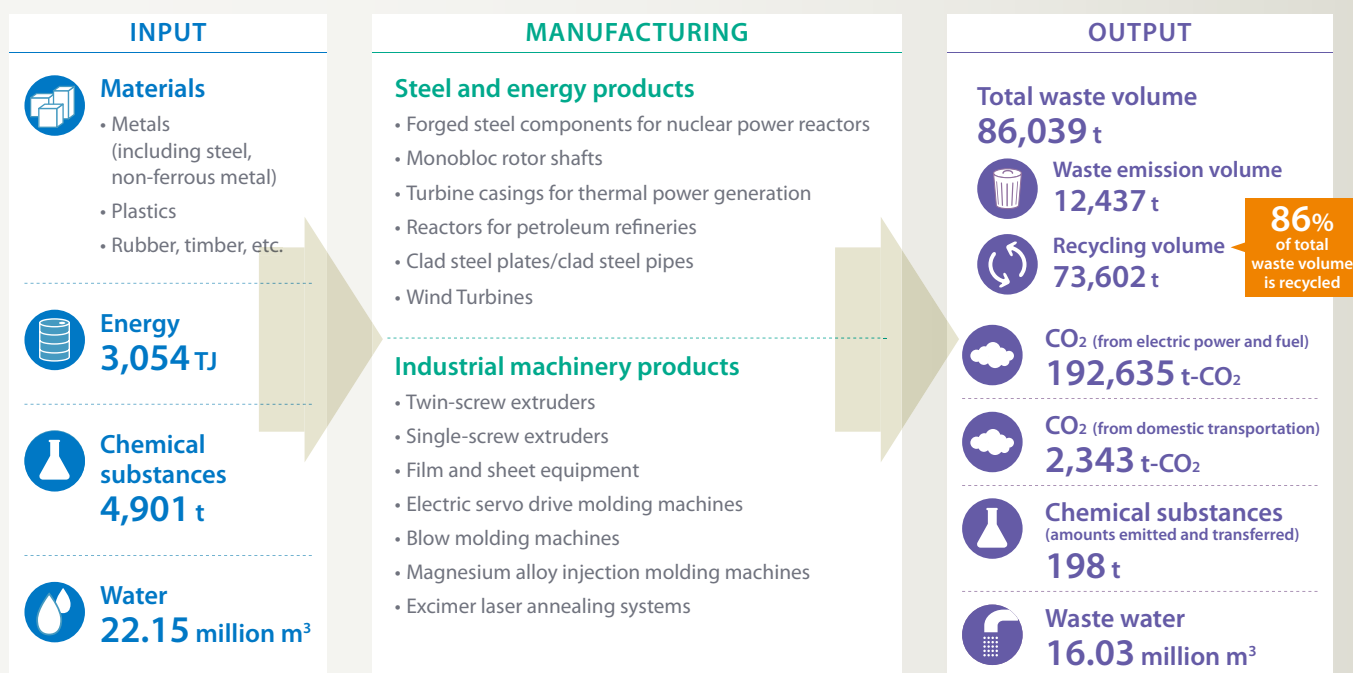 INPUT
Materials
• Metals
(including steel,
non-ferrous metal)
• Plastics
• Rubber, timber, etc.
Energy
3,054 TJ
Chemical
substances
4,901 t
Water
22.15 million m³
MANUFACTURING
Steel and energy products
• Forged steel components for nuclear power reactors
• Monobloc rotor shafts
• Turbine casings for thermal power generation
• Reactors for petroleum refineries
• Clad steel plates/clad steel pipes
• Wind Turbines
Industrial machinery products
• Twin-screw extruders
• Single-screw extruders
• Film and sheet equipment
• Electric servo drive molding machines
• Blow molding machines
• Magnesium alloy injection molding machines
• Excimer laser annealing systems
OUTPUT
Total waste volume
86,039 t
Waste emission volume
12,437 t
Recycling volume
73,602 t
86%
of total
waste volume
is recycled
CO₂ (from electric power and fuel)
192,635 t-CO₂
CO₂ (from domestic transportation)
2,343 t-CO₂
Chemical substances
(amounts emitted and transferred)
198 t
Waste water
16.03 million m³